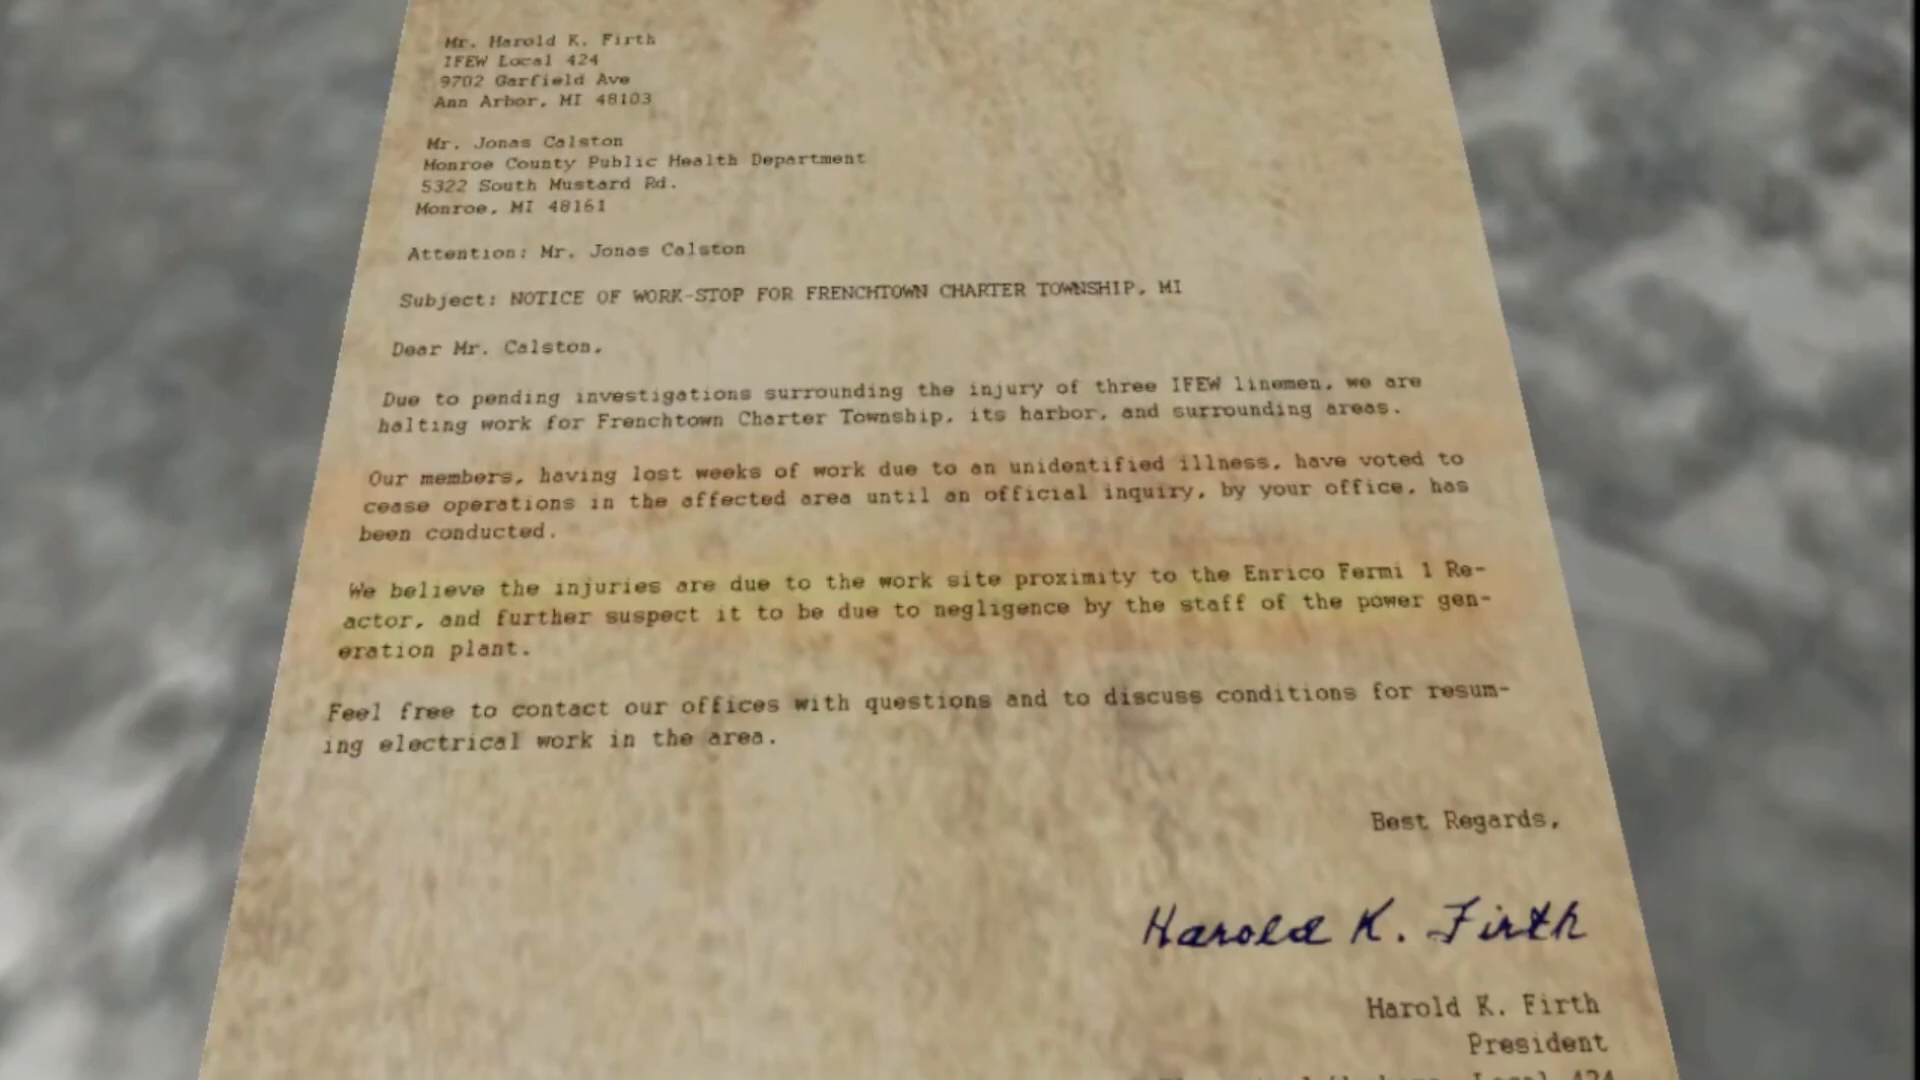 Mr. Harold K. Firth
IFEW Local 424
9702 Garfield Ave
Ann Arbor, MI 48103
Mr. Jonas Calston
Monroe County Public Health Department
5322 South Mustard Rd.
Monroe, MI 48161
Attention: Mr. Jonas Calston
Subject: NOTICE OF WORK-STOP FOR FRENCHTOWN CHARTER TOWNSHIP, MI
Dear Mr. Calston,
Due to pending investigations surrounding the injury of three IFEW linemen, we are
halting work for Frenchtown Charter Township, its harbor, and surrounding areas.
Our members, having lost weeks of work due to an unidentified illness, have voted to
cease operations in the affected area until an official inquiry, by your office, has
been conducted.
We believe the injuries are due to the work site proximity to the Enrico Fermi 1 Re-
actor, and further suspect it to be due to negligence by the staff of the power gen-
eration plant.
Feel free to contact our offices with questions and to discuss conditions for resum-
ing electrical work in the area.
Best Regards,
Harold K. Firth
Harold K. Firth
President
Local 424